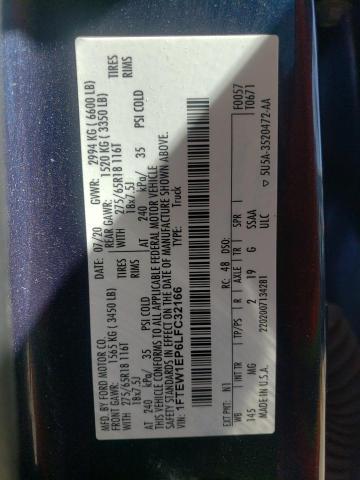 MFD. BY FORD MOTOR CO.
DATE: 07/20 GVWR: 2994 KG ( 6600 LB)
FRONT GAWR: 1565 KG ( 3450 LB) REAR GAWR: 1520 KG ( 3350 LB)
WITH 275/65R18 116T TIRES WITH 275/65R18 116T TIRES
18x7.5J RIMS 18x7.5J RIMS
AT 240 kPa/ 35 PSI COLD AT 240 kPa/ 35 PSI COLD
THIS VEHICLE CONFORMS TO ALL APPLICABLE FEDERAL MOTOR VEHICLE
SAFETY STANDARDS IN EFFECT ON THE DATE OF MANUFACTURE SHOWN ABOVE.
VIN: 1FTEW1EP6LFC32166
TYPE: Truck
F0057
T0671
EXT PNT: N1 RC: 48 DSO:
WB INT TR TP/PS R AXLE TR SPR
145 MG 2 19 G SSAA
ULC
2202007134281
MADE IN U.S.A. SU5A-3520472-AA